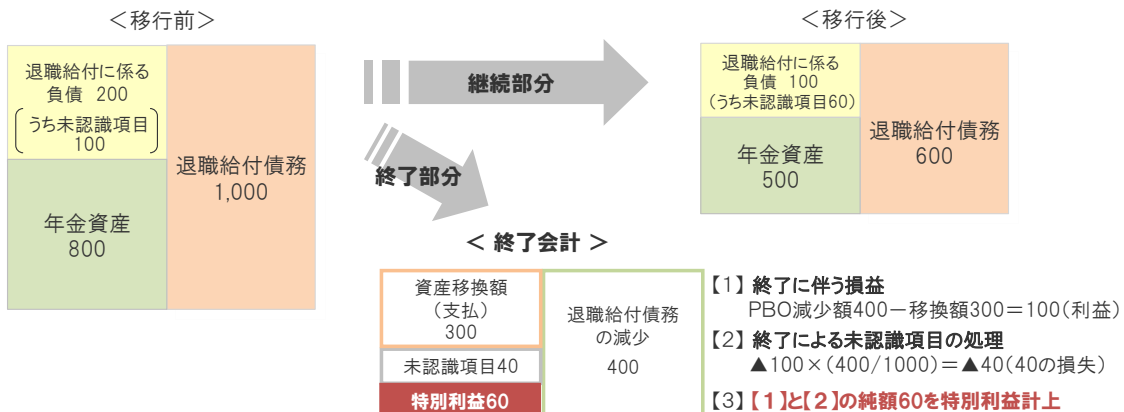 ＜移行前＞
退職給付に係る
負債 200
うち未認識項目
100
年金資産
800
退職給付債務
1,000
継続部分
終了部分
＜移行後＞
退職給付に係る
負債 100
(うち未認識項目60)
年金資産
500
退職給付債務
600
＜ 終了会計 ＞
資産移換額
(支払)
300
未認識項目40
特別利益60
退職給付債務
の減少
400
【1】終了に伴う損益
PBO減少額400－移換額300＝100(利益)
【2】終了による未認識項目の処理
▲100×(400/1000)＝▲40(40の損失)
【3】【1】と【2】の純額60を特別利益計上